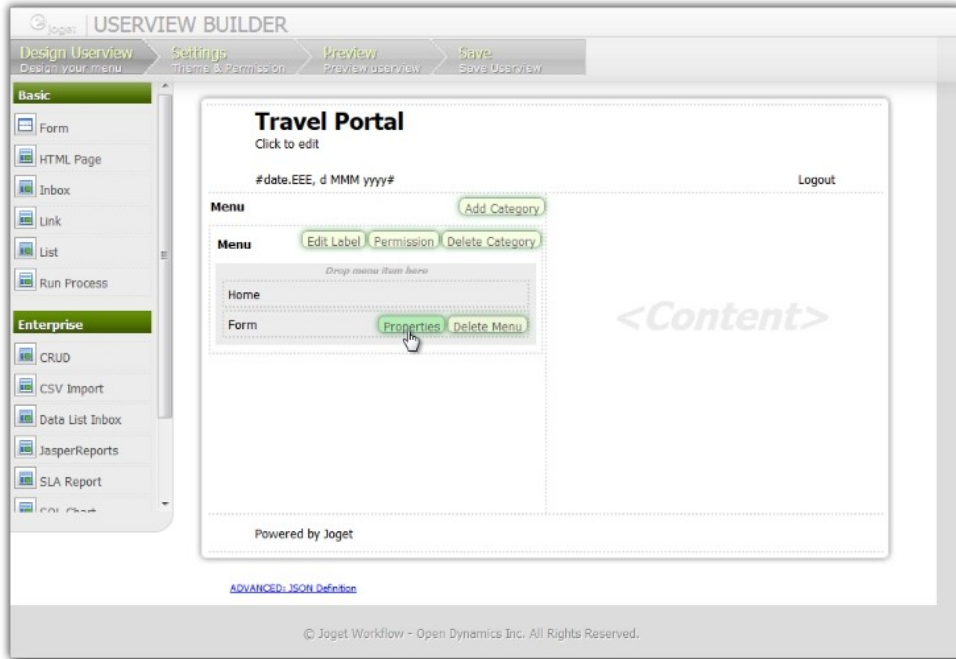 Joget | USERVIEW BUILDER
Design Userview
Design your menu
Settings
Theme & Permission
Preview
Preview userview
Save
Save Userview
Basic
Form
HTML Page
Inbox
Link
List
Run Process
Enterprise
CRUD
CSV Import
Data List Inbox
JasperReports
SLA Report
SQL Chart
Travel Portal
Click to edit
#date.EEE, d MMM yyyy#
Logout
Menu
Add Category
Menu
Edit Label
Permission
Delete Category
Drop menu item here
Home
Form
Properties
Delete Menu
<Content>
Powered by Joget
ADVANCED: JSON Definition
© Joget Workflow - Open Dynamics Inc. All Rights Reserved.